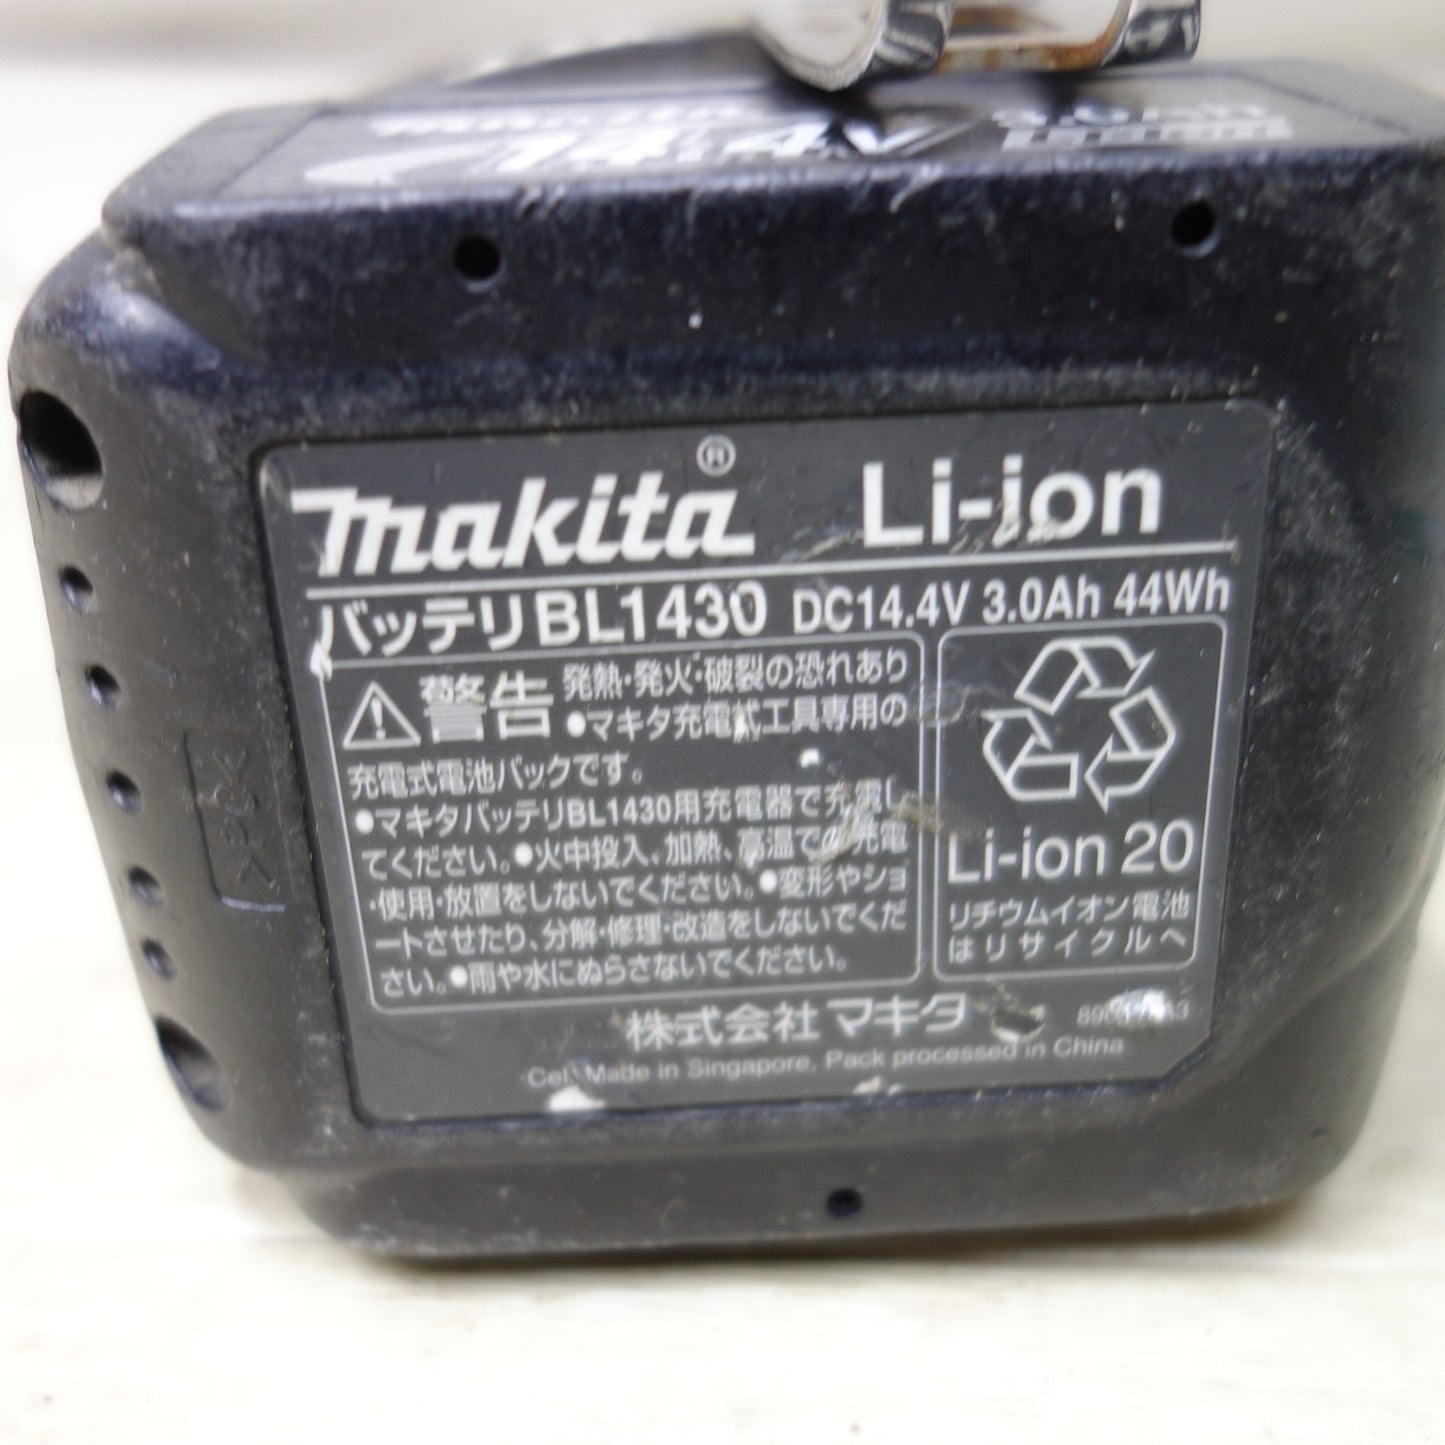 makita
14.4V 3.0Ah
makita® Li-ion
バッテリBL1430 DC14.4V 3.0Ah 44Wh
警告 発熱・発火・破裂の恐れあり
●マキタ充電式工具専用の
充電式電池パックです。
●マキタバッテリBL1430用充電器で充電し
てください。●火中投入、加熱、高温での充電
・使用・放置をしないでください。●変形やショ
ートさせたり、分解・修理・改造をしないでくだ
さい。●雨や水にぬらさないでください。
Li-ion 20
リチウムイオン電池
はリサイクルへ
株式会社マキタ
Cell Made in Singapore, Pack processed in China
>PC<